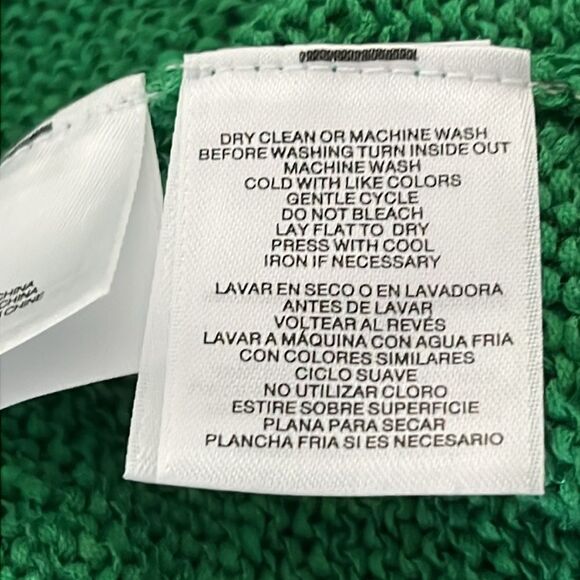 DRY CLEAN OR MACHINE WASH
BEFORE WASHING TURN INSIDE OUT
MACHINE WASH
COLD WITH LIKE COLORS
GENTLE CYCLE
DO NOT BLEACH
LAY FLAT TO DRY
PRESS WITH COOL
IRON IF NECESSARY
LAVAR EN SECO O EN LAVADORA
ANTES DE LAVAR
VOLTEAR AL REVÉS
LAVAR A MÁQUINA CON AGUA FRIA
CON COLORES SIMILARES
CICLO SUAVE
NO UTILIZAR CLORO
ESTIRE SOBRE SUPERFICIE
PLANA PARA SECAR
PLANCHA FRIA SI ES NECESARIO
CHINA
CHINA
CHINE